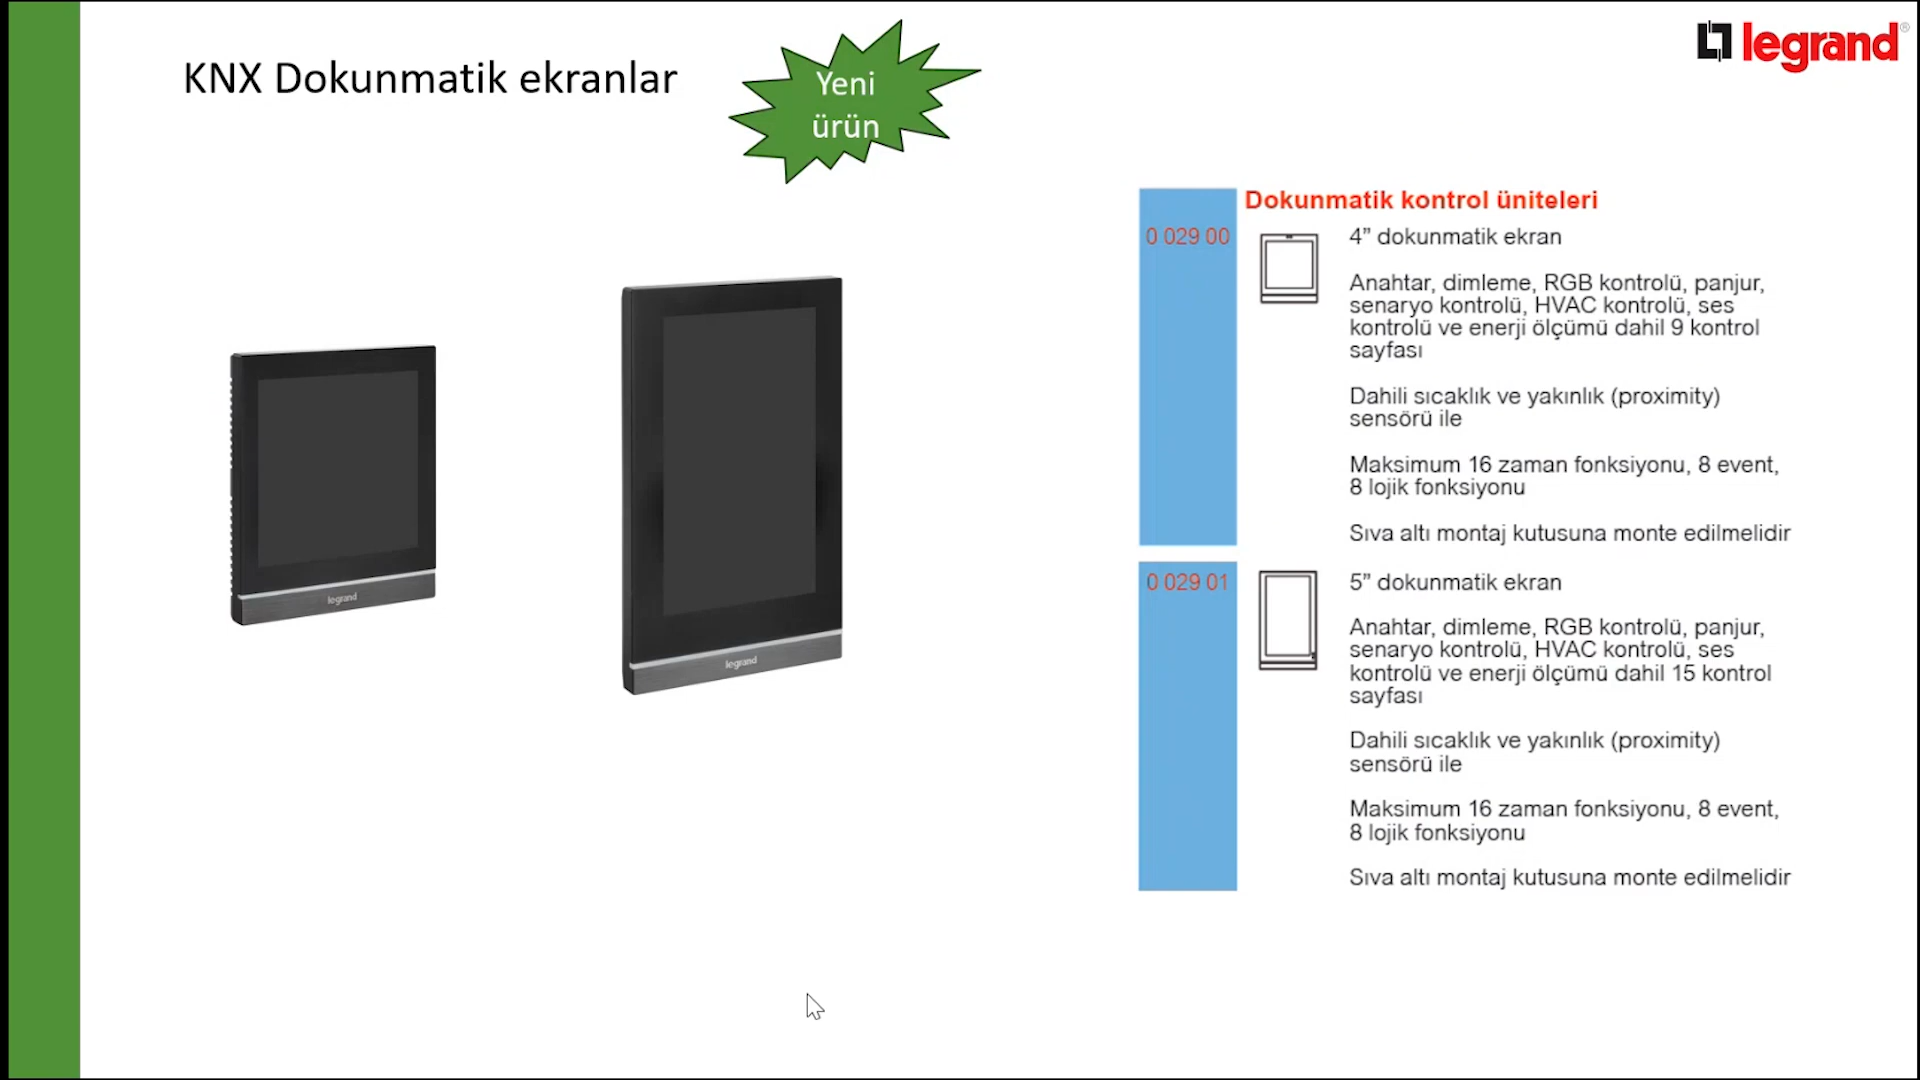 KNX Dokunmatik ekranlar
Yeni
ürün
legrand®
Dokunmatik kontrol üniteleri
0 029 00
4” dokunmatik ekran
Anahtar, dimleme, RGB kontrolü, panjur,
senaryo kontrolü, HVAC kontrolü, ses
kontrolü ve enerji ölçümü dahil 9 kontrol
sayfası
Dahili sıcaklık ve yakınlık (proximity)
sensörü ile
Maksimum 16 zaman fonksiyonu, 8 event,
8 lojik fonksiyonu
Sıva altı montaj kutusuna monte edilmelidir
0 029 01
5” dokunmatik ekran
Anahtar, dimleme, RGB kontrolü, panjur,
senaryo kontrolü, HVAC kontrolü, ses
kontrolü ve enerji ölçümü dahil 15 kontrol
sayfası
Dahili sıcaklık ve yakınlık (proximity)
sensörü ile
Maksimum 16 zaman fonksiyonu, 8 event,
8 lojik fonksiyonu
Sıva altı montaj kutusuna monte edilmelidir
legrand
legrand